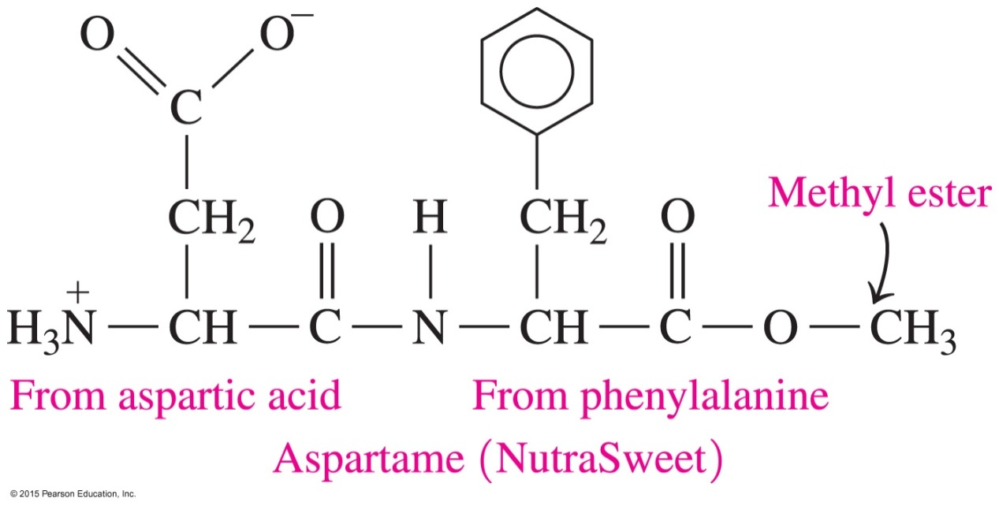 O O−
C
CH2 O H CH2 O Methyl ester
+
H3N — CH — C — N — CH — C — O — CH3
From aspartic acid From phenylalanine
Aspartame (NutraSweet)
© 2015 Pearson Education, Inc.